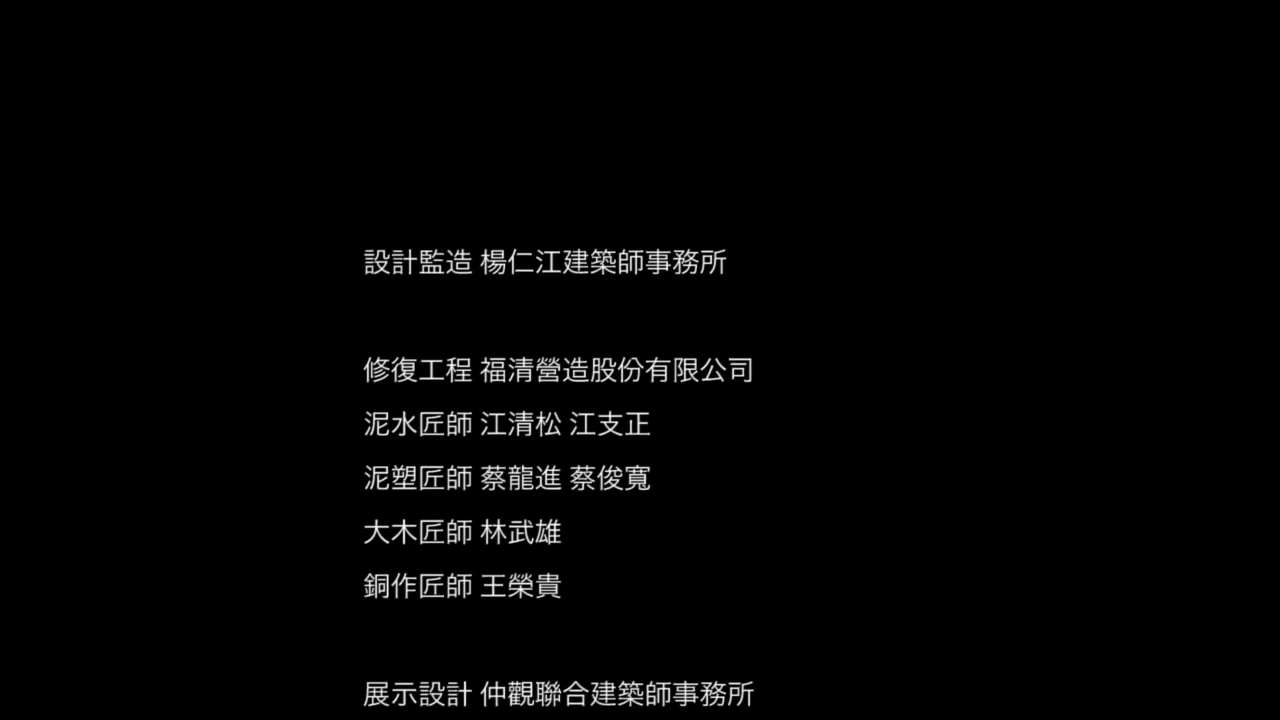 設計監造 楊仁江建築師事務所
修復工程 福清營造股份有限公司
泥水匠師 江清松 江支正
泥塑匠師 蔡龍進 蔡俊寬
大木匠師 林武雄
銅作匠師 王榮貴
展示設計 仲觀聯合建築師事務所